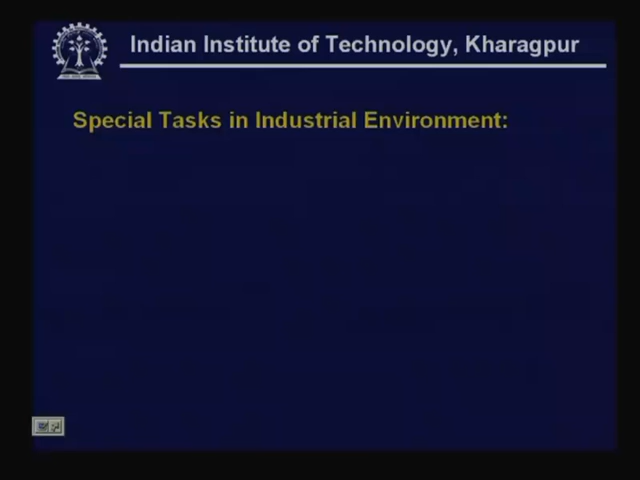 Indian Institute of Technology, Kharagpur
Special Tasks in Industrial Environment: